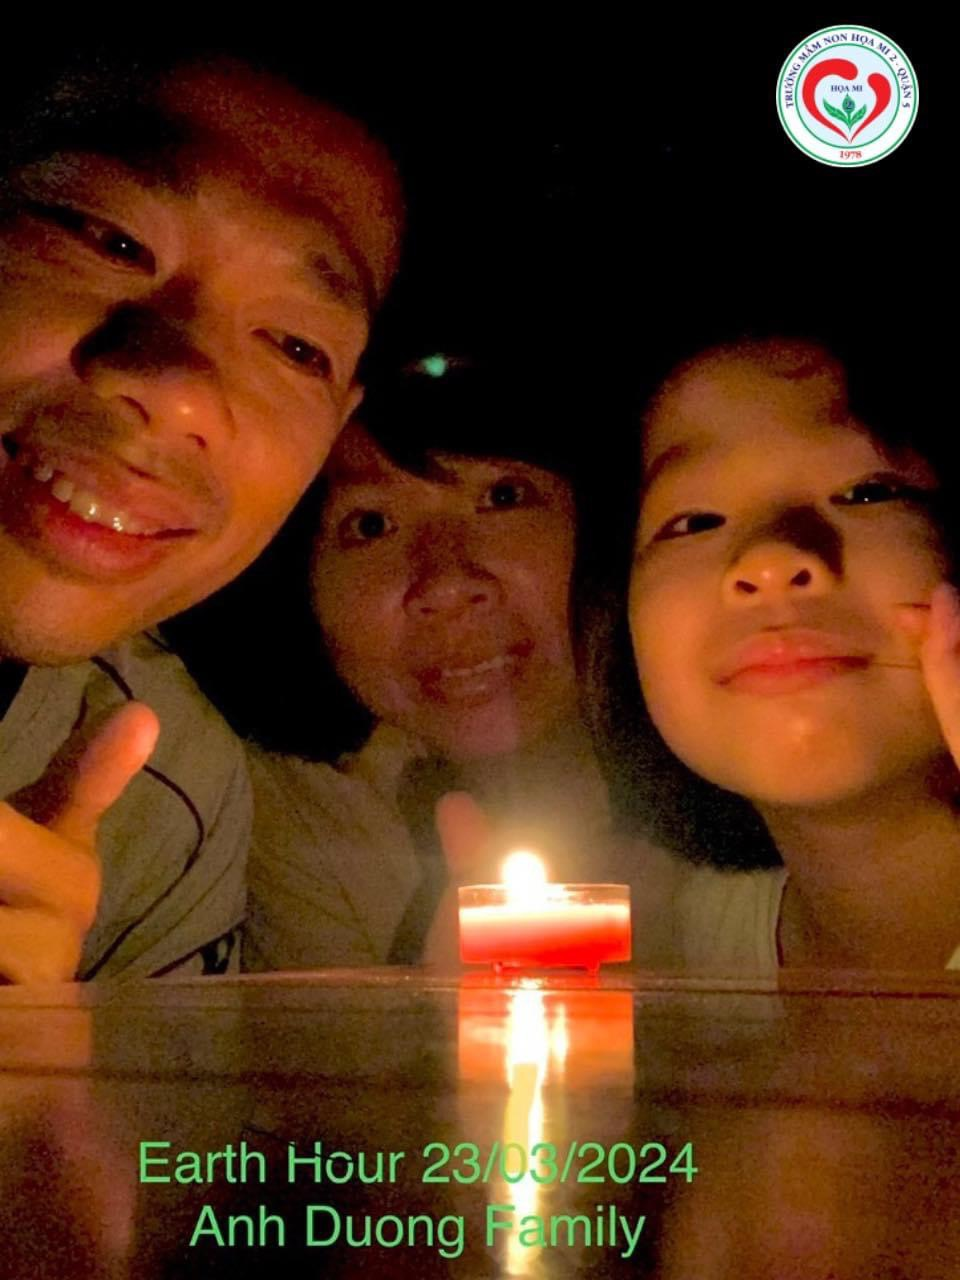 TRƯỜNG MẦM NON HỌA MI 2 - QUẬN 5
HỌA MI
2
1978
Earth Hour 23/03/2024
Anh Duong Family